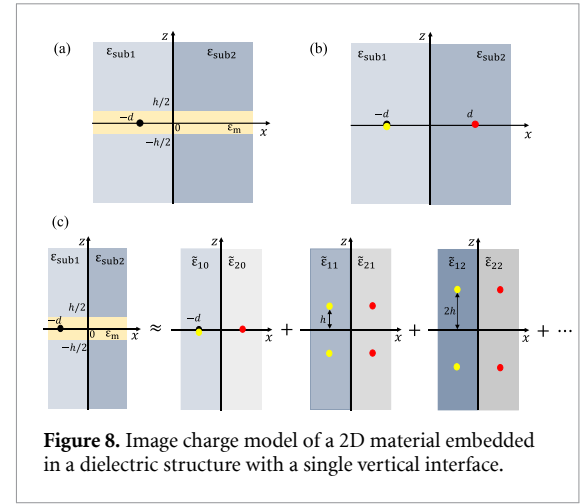 (a)
z
ε_sub1
ε_sub2
h/2
−d
0
ε_m
x
−h/2
(b)
z
ε_sub1
ε_sub2
−d
d
x
(c)
z
ε_sub1
ε_sub2
h/2
−d
0
ε_m
x
−h/2
≈
z
ε̃_10
ε̃_20
−d
x
+
z
ε̃_11
ε̃_21
h
x
+
z
ε̃_12
ε̃_22
2h
x
+ ⋯
Figure 8. Image charge model of a 2D material embedded
in a dielectric structure with a single vertical interface.